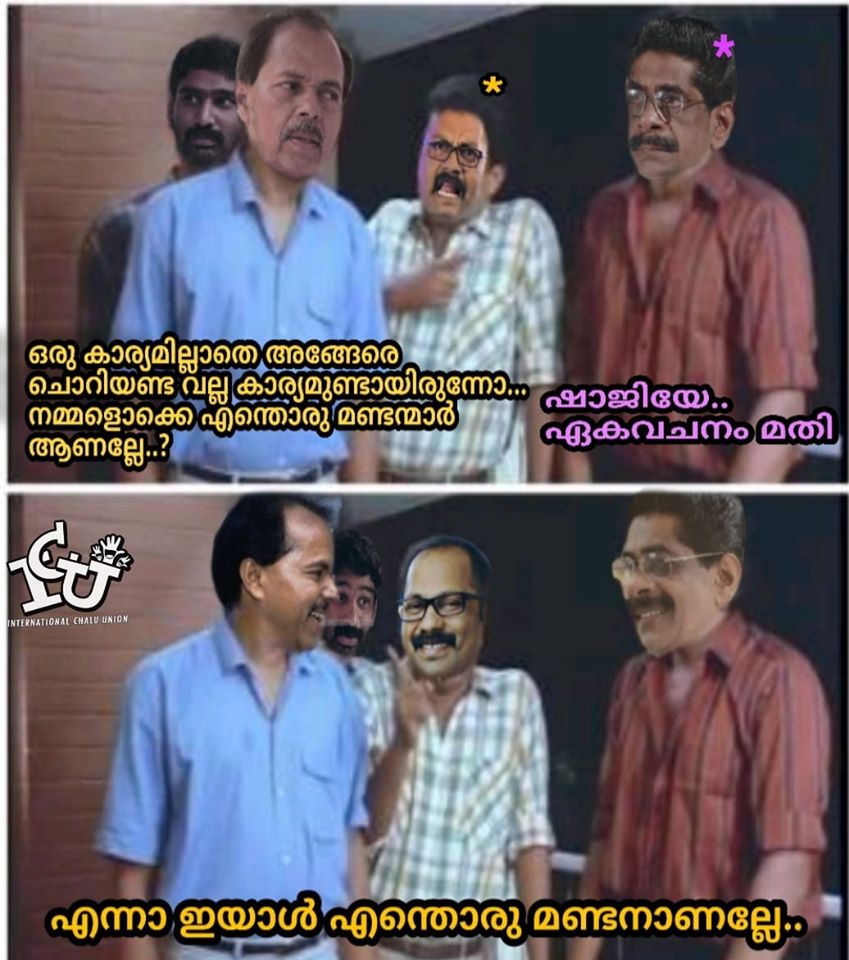 *
*
ഒരു കാര്യമില്ലാതെ അങ്ങേരെ
ചൊറിയണ്ട വല്ല കാര്യമുണ്ടായിരുന്നോ...
നമ്മളൊക്കെ എന്തൊരു മണ്ടന്മാർ
ആണല്ലേ..?
ഷാജിയേ..
ഏകവചനം മതി
ICU
INTERNATIONAL CHALU UNION
എന്നാ ഇയാൾ എന്തൊരു മണ്ടനാണല്ലേ..